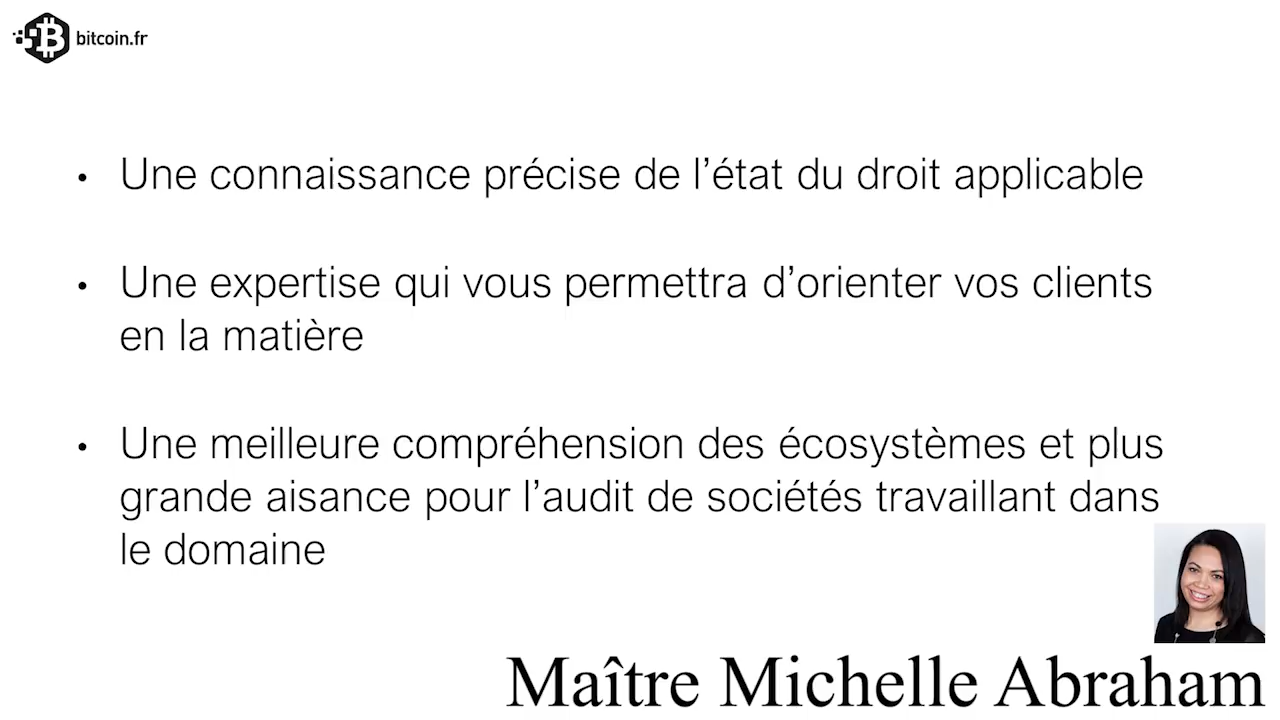 bitcoin.fr
• Une connaissance précise de l’état du droit applicable
• Une expertise qui vous permettra d’orienter vos clients
en la matière
• Une meilleure compréhension des écosystèmes et plus
grande aisance pour l’audit de sociétés travaillant dans
le domaine
Maître Michelle Abraham